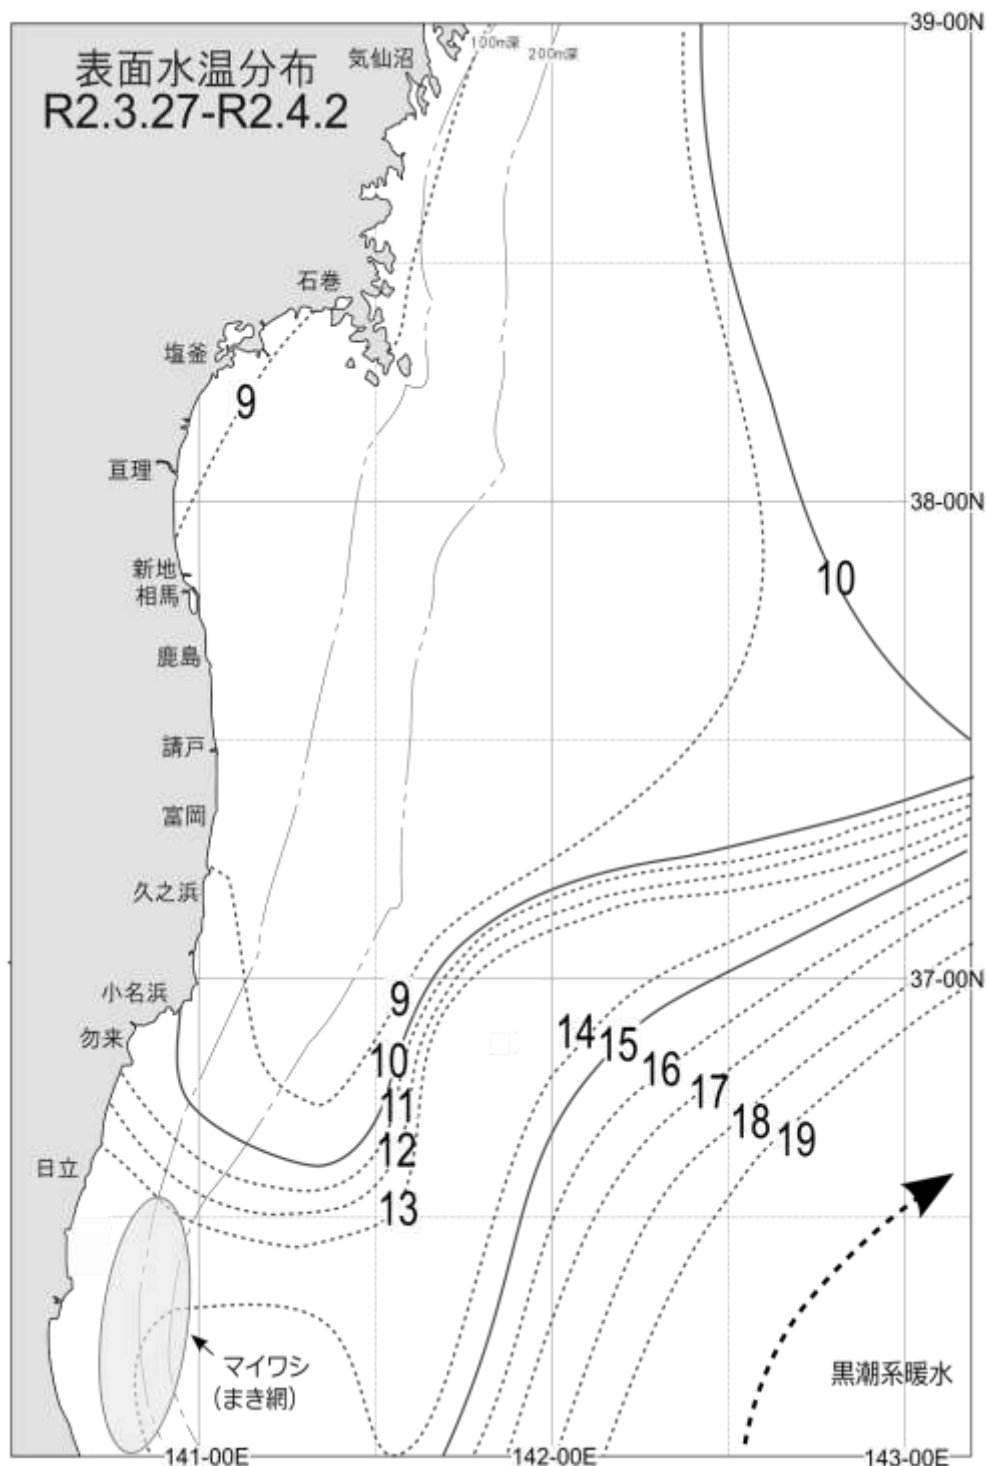 39-00N
100m深
200m深
気仙沼
表面水温分布
R2.3.27-R2.4.2
石巻
塩釜
9
亘理
38-00N
新地
10
相馬
鹿島
請戸
富岡
久之浜
37-00N
小名浜
9
勿来
14
15
10
16
17
11
18
12
19
日立
13
マイワシ
(まき網)
黒潮系暖水
141-00E
142-00E
143-00E